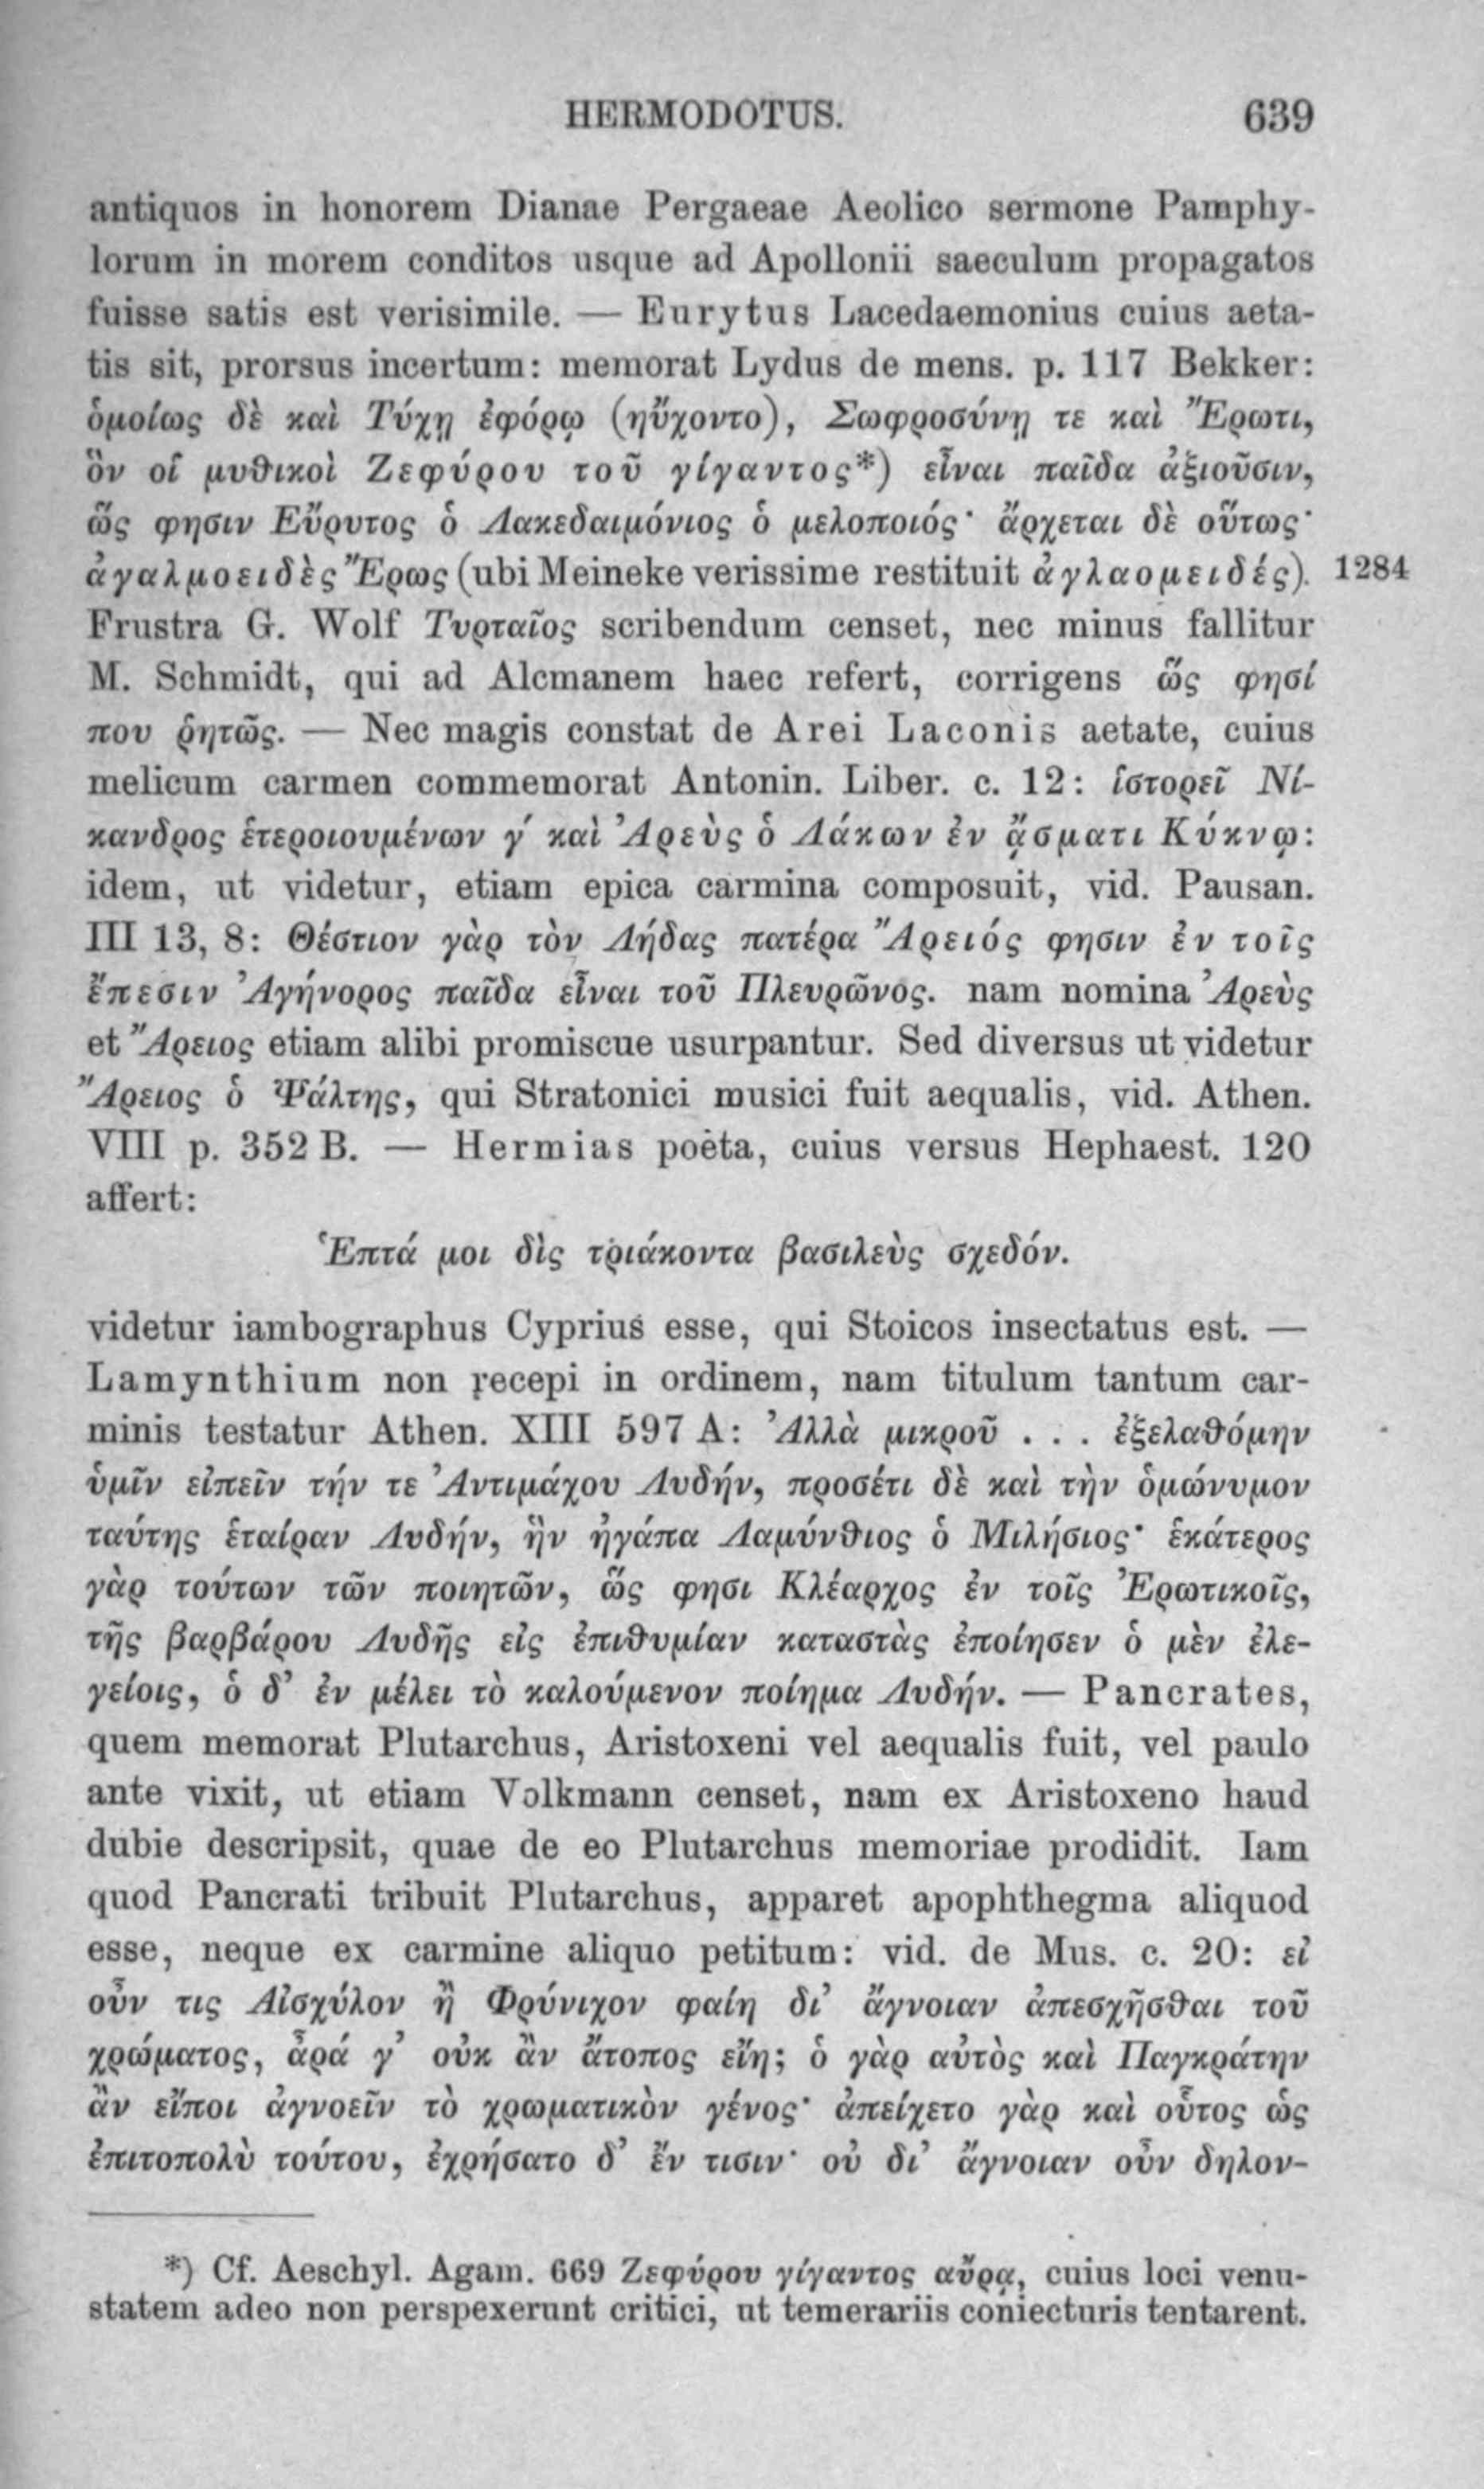 HERMODOTUS. 639
antiquos in honorem Dianae Pergaeae Aeolico sermone Pamphy-
lorum in morem conditos usque ad Apollonii saeculum propagatos
fuisse satis est verisimile. — Eurytus Lacedaemonius cuius aeta-
tis sit, prorsus incertum: memorat Lydus de mens. p. 117 Bekker:
ὁμοίως δὲ καὶ Τύχῃ ἐφόρῳ (ηὔχοντο), Σωφροσύνῃ τε καὶ Ἔρωτι,
ὃν οἱ μυθικοὶ Ζεφύρου τοῦ γίγαντος*) εἶναι παῖδα ἀξιοῦσιν,
ὥς φησιν Εὔρυτος ὁ Λακεδαιμόνιος ὁ μελοποιός· ἄρχεται δὲ οὕτως·
ἀγαλμοειδὲς Ἔρως (ubi Meineke verissime restituit ἀγλαομειδές). 1284
Frustra G. Wolf Τυρταῖος scribendum censet, nec minus fallitur
M. Schmidt, qui ad Alcmanem haec refert, corrigens ὥς φησί
που ῥητῶς. — Nec magis constat de Arei Laconis aetate, cuius
melicum carmen commemorat Antonin. Liber. c. 12: ἱστορεῖ Νί-
κανδρος ἑτεροιουμένων γ΄ καὶ Ἀρεὺς ὁ Λάκων ἐν ᾄσματι Κύκνῳ:
idem, ut videtur, etiam epica carmina composuit, vid. Pausan.
III 13, 8: Θέστιον γὰρ τὸν Λήδας πατέρα Ἄρειός φησιν ἐν τοῖς
ἔπεσιν Ἀγήνορος παῖδα εἶναι τοῦ Πλευρῶνος. nam nomina Ἀρεὺς
et Ἄρειος etiam alibi promiscue usurpantur. Sed diversus ut videtur
Ἄρειος ὁ Ψάλτης, qui Stratonici musici fuit aequalis, vid. Athen.
VIII p. 352 B. — Hermias poëta, cuius versus Hephaest. 120
affert:
Ἑπτά μοι δὶς τριάκοντα βασιλεὺς σχεδόν.
videtur iambographus Cyprius esse, qui Stoicos insectatus est. —
Lamynthium non recepi in ordinem, nam titulum tantum car-
minis testatur Athen. XIII 597 A: Ἀλλὰ μικροῦ . . . ἐξελαθόμην
ὑμῖν εἰπεῖν τήν τε Ἀντιμάχου Λυδήν, προσέτι δὲ καὶ τὴν ὁμώνυμον
ταύτης ἑταίραν Λυδήν, ἣν ἠγάπα Λαμύνθιος ὁ Μιλήσιος· ἑκάτερος
γὰρ τούτων τῶν ποιητῶν, ὥς φησι Κλέαρχος ἐν τοῖς Ἐρωτικοῖς,
τῆς βαρβάρου Λυδῆς εἰς ἐπιθυμίαν καταστὰς ἐποίησεν ὁ μὲν ἐλε-
γείοις, ὁ δ’ ἐν μέλει τὸ καλούμενον ποίημα Λυδήν. — Pancrates,
quem memorat Plutarchus, Aristoxeni vel aequalis fuit, vel paulo
ante vixit, ut etiam Volkmann censet, nam ex Aristoxeno haud
dubie descripsit, quae de eo Plutarchus memoriae prodidit. Iam
quod Pancrati tribuit Plutarchus, apparet apophthegma aliquod
esse, neque ex carmine aliquo petitum: vid. de Mus. c. 20: εἰ
οὖν τις Αἰσχύλον ἢ Φρύνιχον φαίη δι’ ἄγνοιαν ἀπεσχῆσθαι τοῦ
χρώματος, ἆρά γ’ οὐκ ἂν ἄτοπος εἴη; ὁ γὰρ αὐτὸς καὶ Παγκράτην
ἂν εἴποι ἀγνοεῖν τὸ χρωματικὸν γένος· ἀπείχετο γὰρ καὶ οὗτος ὡς
ἐπιτοπολὺ τούτου, ἐχρήσατο δ’ ἔν τισιν· οὐ δι’ ἄγνοιαν οὖν δηλον-
*) Cf. Aeschyl. Agam. 669 Ζεφύρου γίγαντος αὔρᾳ, cuius loci venu-
statem adeo non perspexerunt critici, ut temerariis coniecturis tentarent.